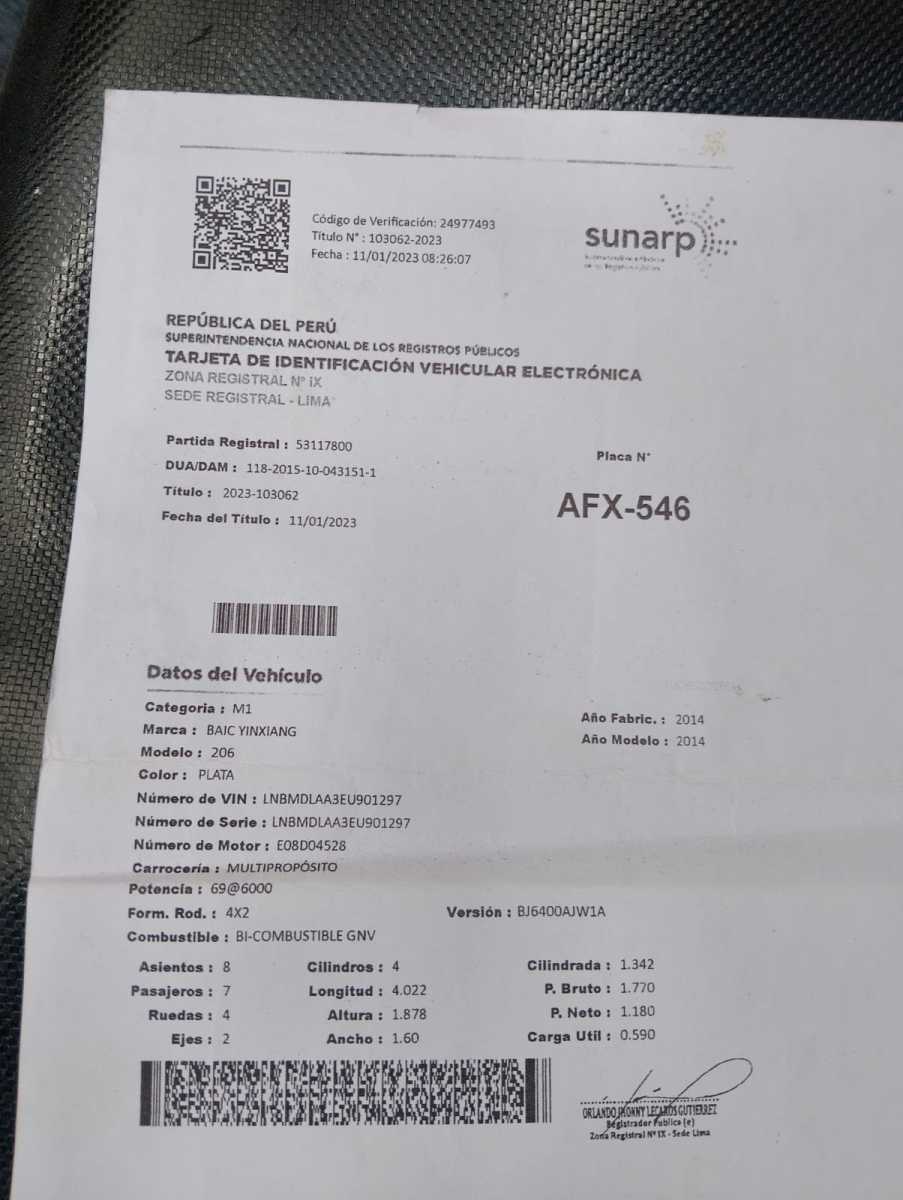 Código de Verificación: 24977493
Título N° : 103062-2023
Fecha : 11/01/2023 08:26:07
sunarp
REPÚBLICA DEL PERÚ
SUPERINTENDENCIA NACIONAL DE LOS REGISTROS PÚBLICOS
TARJETA DE IDENTIFICACIÓN VEHICULAR ELECTRÓNICA
ZONA REGISTRAL N° IX
SEDE REGISTRAL - LIMA
Partida Registral : 53117800
DUA/DAM : 118-2015-10-043151-1
Título : 2023-103062
Fecha del Título : 11/01/2023
Placa N°
AFX-546
Datos del Vehículo
Categoria : M1
Marca : BAIC YINXIANG
Modelo : 206
Color : PLATA
Año Fabric. : 2014
Año Modelo : 2014
Número de VIN : LNBMDLAA3EU901297
Número de Serie : LNBMDLAA3EU901297
Número de Motor : E08D04528
Carrocería : MULTIPROPÓSITO
Potencia : 69@6000
Form. Rod. : 4X2 Versión : BJ6400AJW1A
Combustible : BI-COMBUSTIBLE GNV
Asientos : 8 Cilindros : 4 Cilindrada : 1.342
Pasajeros : 7 Longitud : 4.022 P. Bruto : 1.770
Ruedas : 4 Altura : 1.878 P. Neto : 1.180
Ejes : 2 Ancho : 1.60 Carga Util : 0.590
ORLANDO JHONNY LECAROS GUTIERREZ
Registrador Publico (e)
Zona Registral N° IX - Sede Lima